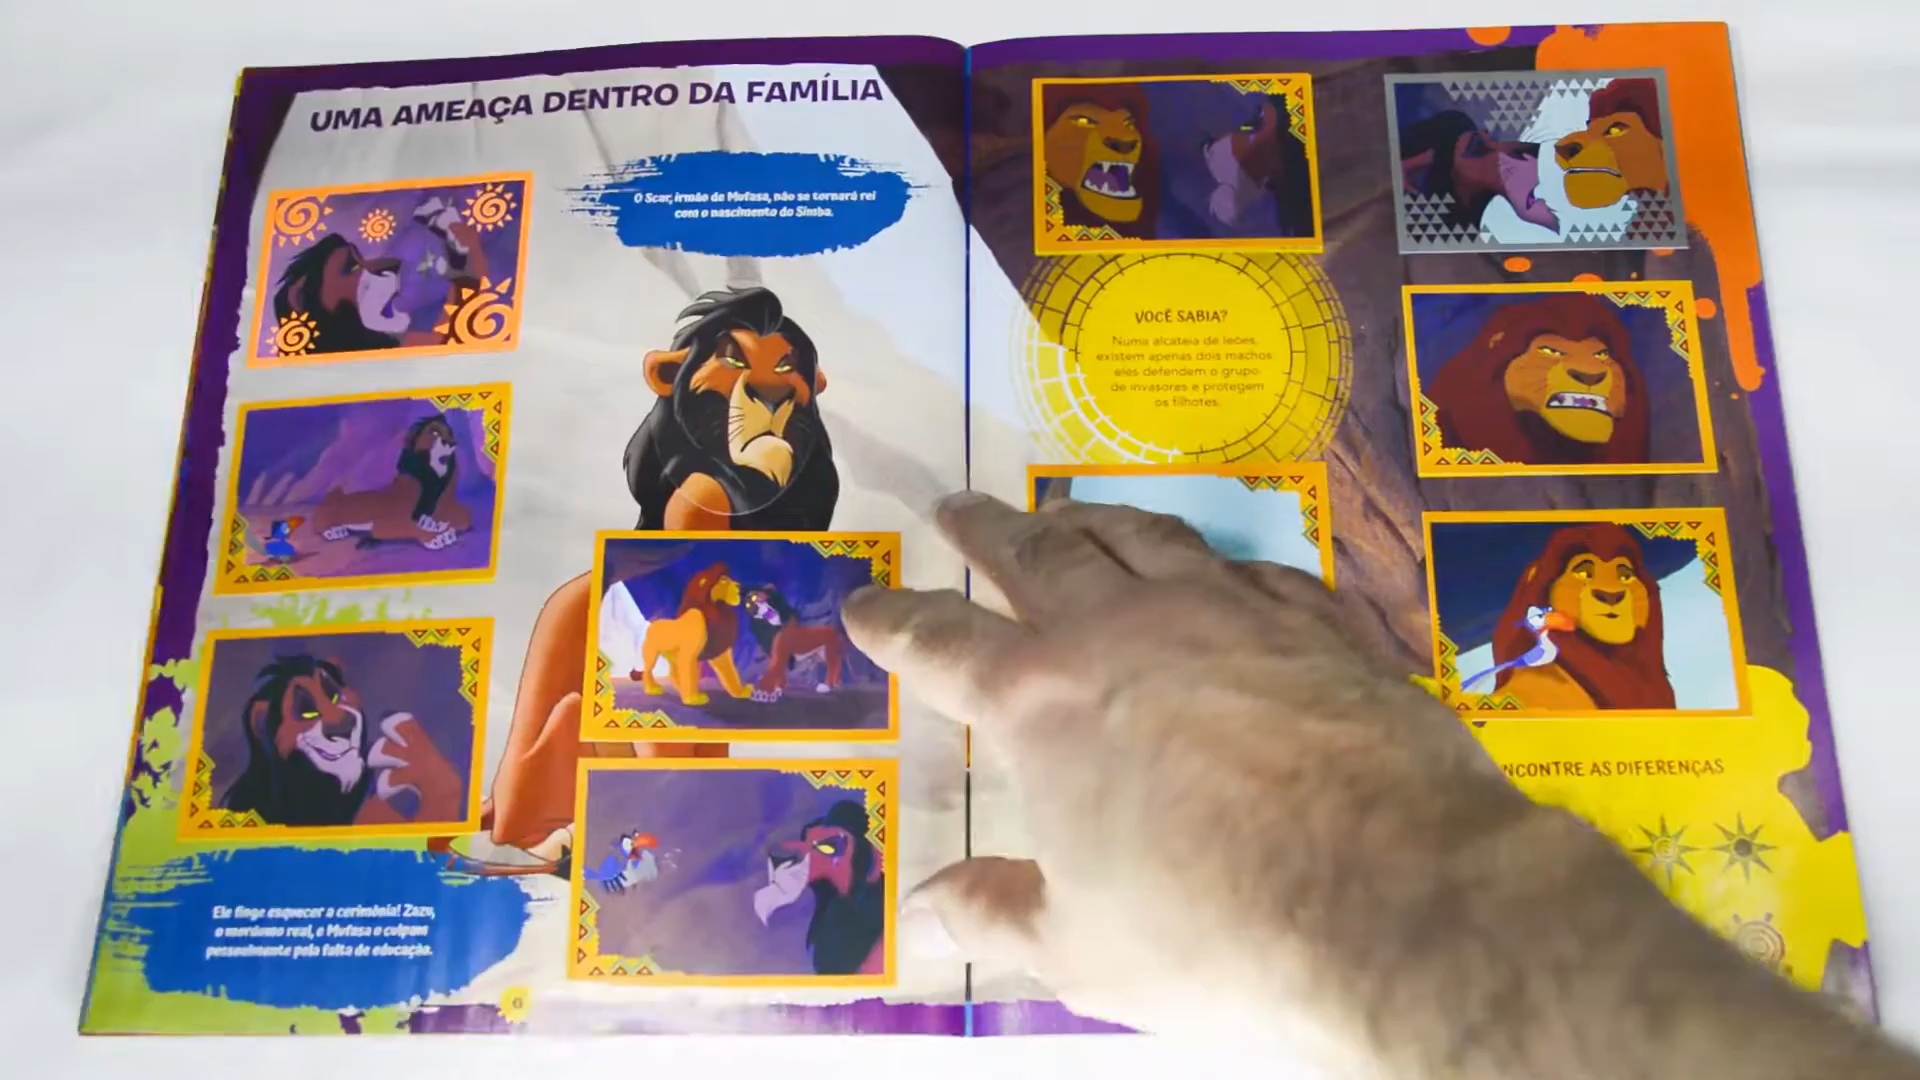 UMA AMEAÇA DENTRO DA FAMÍLIA
O Scar, irmão de Mufasa, não se tornará rei
com o nascimento do Simba.
Ele finge esquecer a cerimônia! Zazu,
o mordomo real, e Mufasa o culpam
pessoalmente pela falta de educação.
6
VOCÊ SABIA?
Numa alcateia de leões,
existem apenas dois machos
eles defendem o grupo
de invasores e protegem
os filhotes.
NCONTRE AS DIFERENÇAS